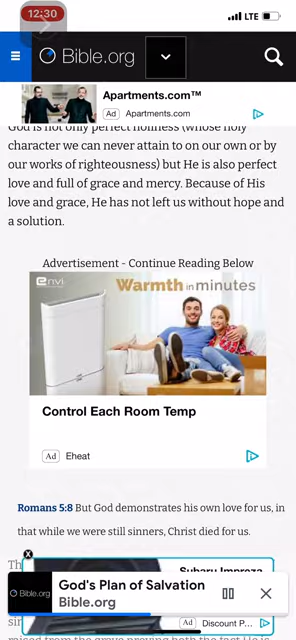 12:30
LTE
Bible.org
Apartments.com™
Ad Apartments.com
God is not only perfect holiness (whose holy
character we can never attain to on our own or by
our works of righteousness) but He is also perfect
love and full of grace and mercy. Because of His
love and grace, He has not left us without hope and
a solution.
Advertisement - Continue Reading Below
envi
Warmth in minutes
Control Each Room Temp
Ad Eheat
Romans 5:8 But God demonstrates his own love for us, in
that while we were still sinners, Christ died for us.
Th
Subaru Impreza
Bible.org
God's Plan of Salvation
Bible.org
sin
Ad Discount P...